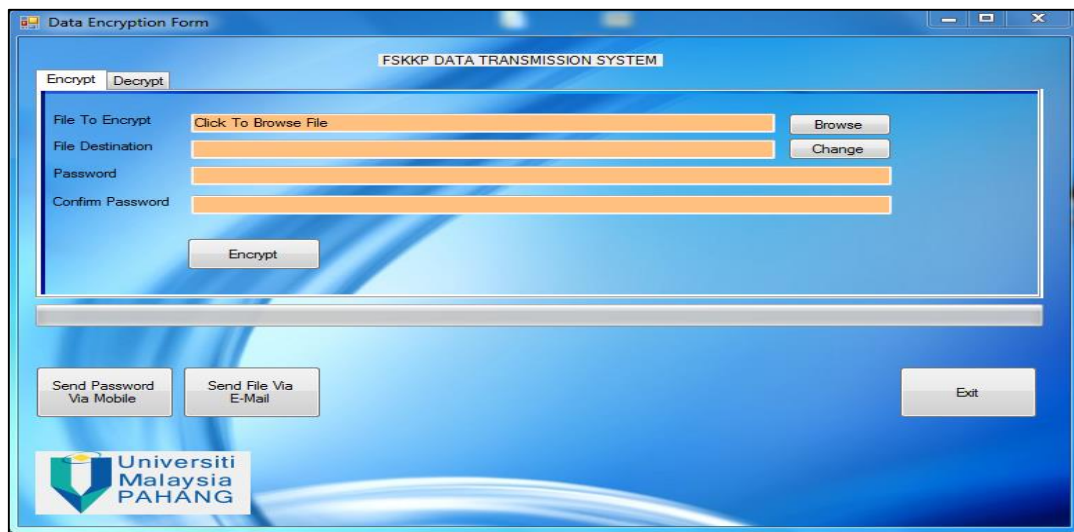 Data Encryption Form
FSKKP DATA TRANSMISSION SYSTEM
Encrypt Decrypt
File To Encrypt Click To Browse File Browse
File Destination Change
Password
Confirm Password
Encrypt
Send Password
Via Mobile
Send File Via
E-Mail
Exit
Universiti
Malaysia
PAHANG